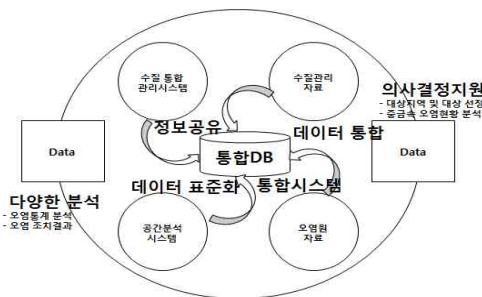 수질 통합
관리시스템
수질관리
자료
의사결정지원
- 대상지역 및 대상 선정
- 중금속 오염현황 분석
정보공유
데이터 통합
Data
통합DB
Data
데이터 표준화
통합시스템
다양한 분석
- 오염통계 분석
- 오염 조치결과
공간분석
시스템
오염원
자료